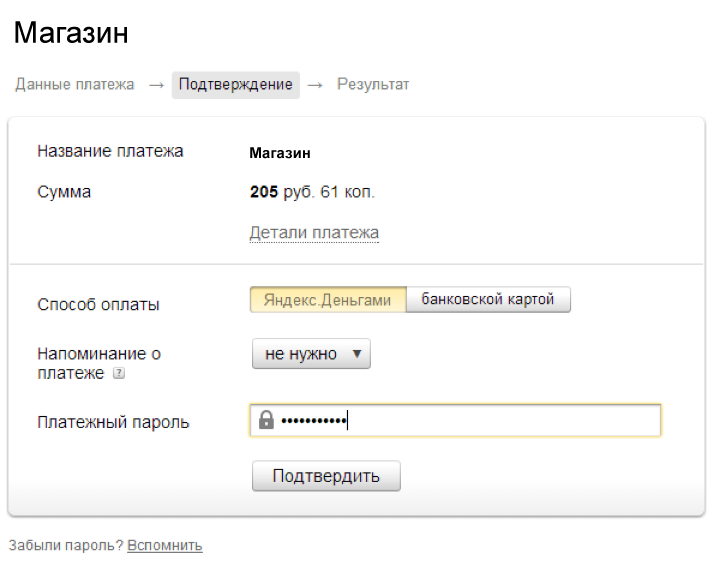 Магазин
Данные платежа → Подтверждение → Результат
Название платежа Магазин
Сумма 205 руб. 61 коп.
Детали платежа
Способ оплаты Яндекс.Деньгами банковской картой
Напоминание о
платеже ? не нужно ▼
Платежный пароль •••••••••••
Подтвердить
Забыли пароль? Вспомнить